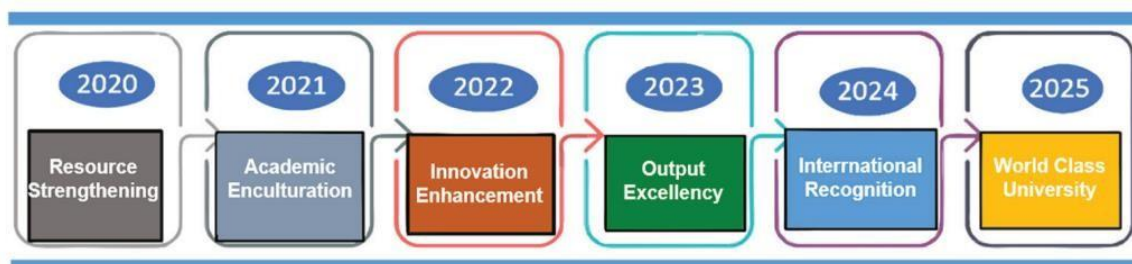 2020
2021
2022
2023
2024
2025
Resource
Strengthening
Academic
Enculturation
Innovation
Enhancement
Output
Excellency
Interrnational
Recognition
World Class
University